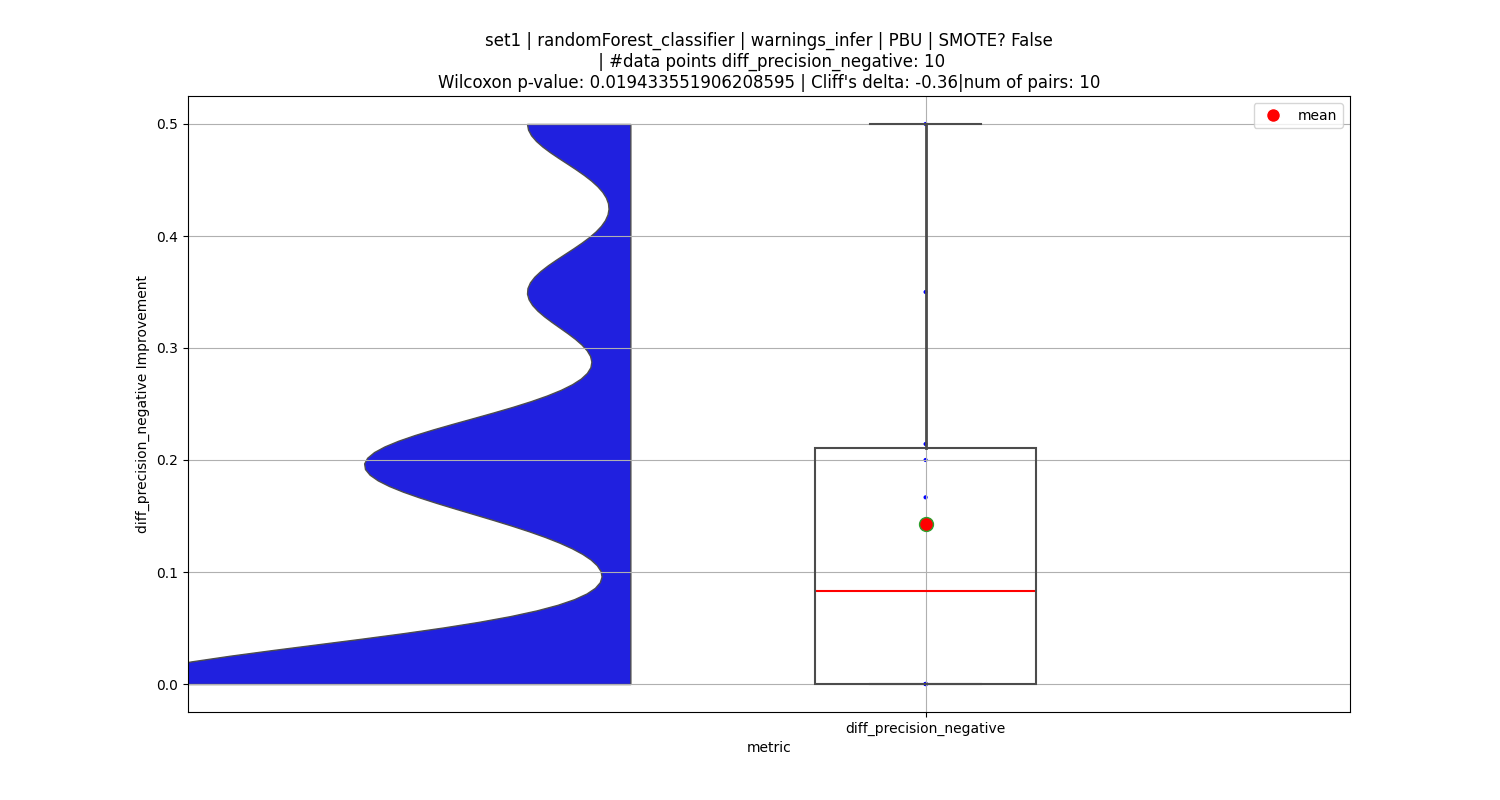 set1 | randomForest_classifier | warnings_infer | PBU | SMOTE? False
| #data points diff_precision_negative: 10
Wilcoxon p-value: 0.019433551906208595 | Cliff's delta: -0.36|num of pairs: 10
mean
0.5
0.4
0.3
0.2
0.1
0.0
diff_precision_negative Improvement
diff_precision_negative
metric